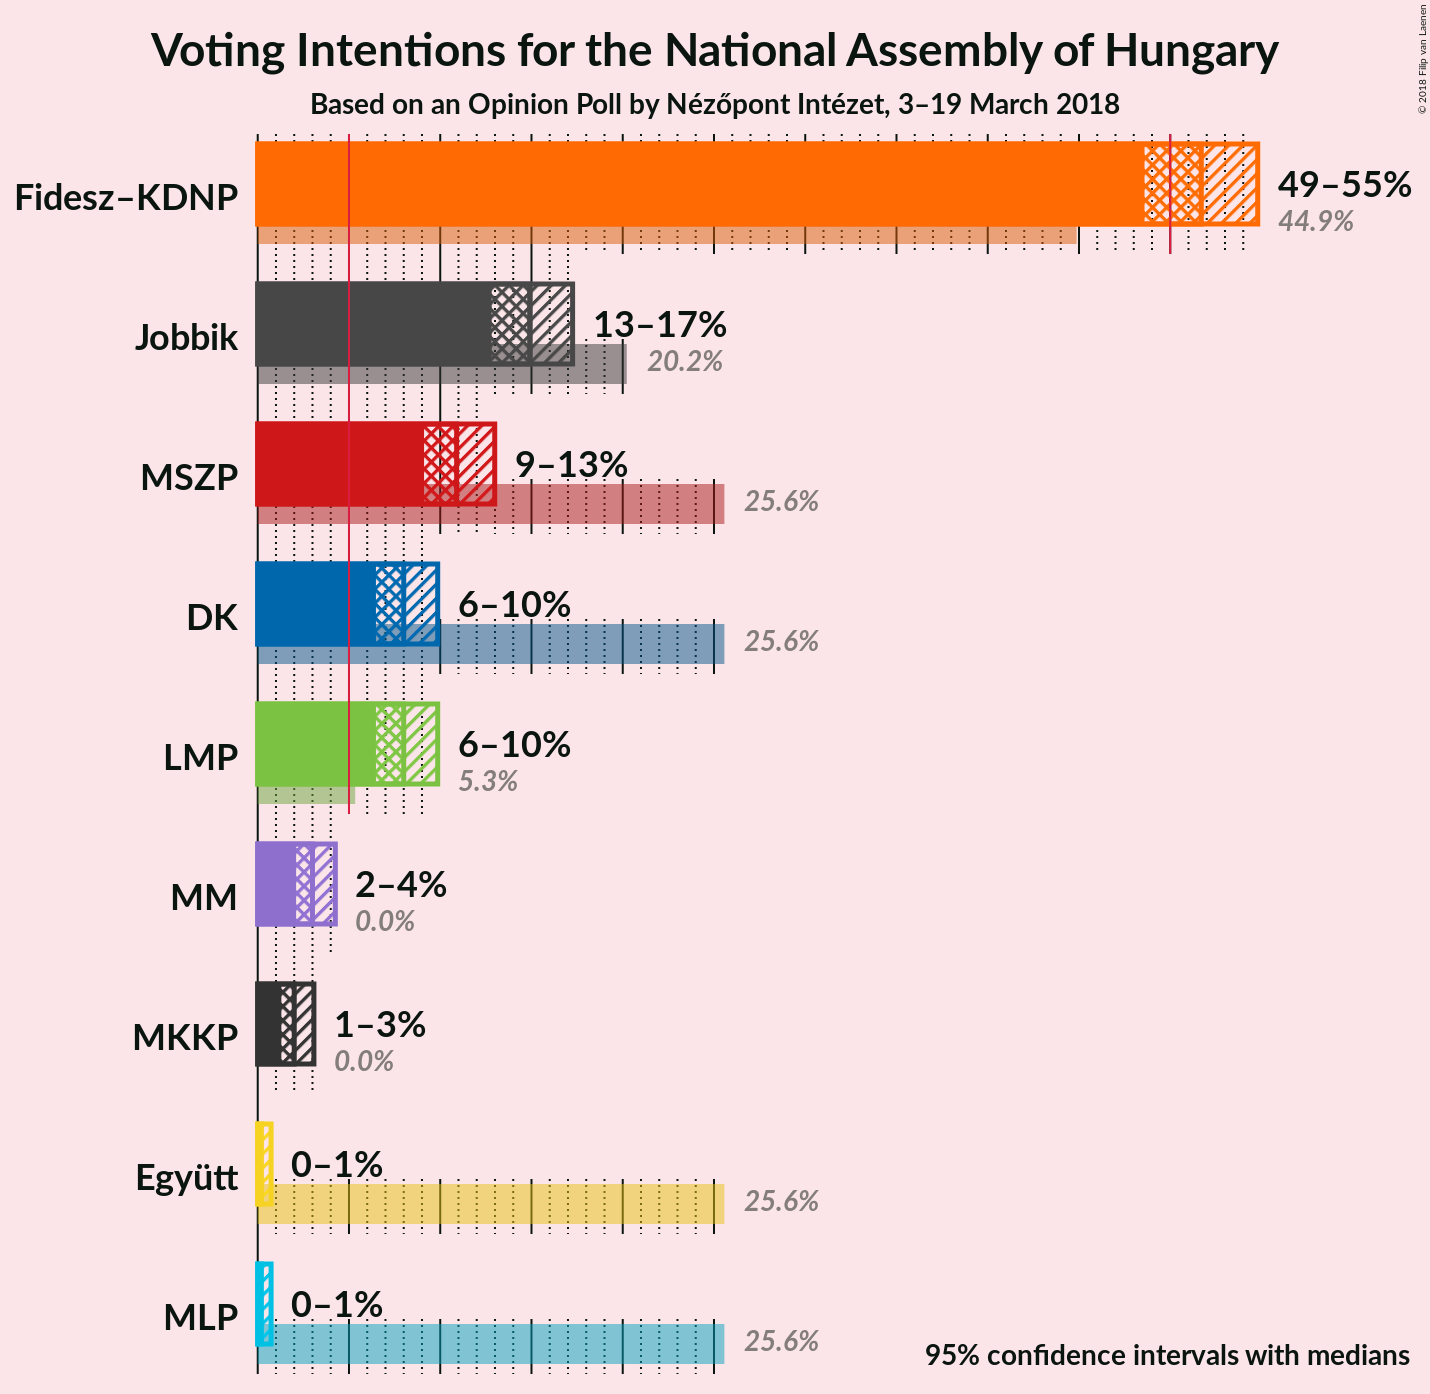 Voting Intentions for the National Assembly of Hungary
Based on an Opinion Poll by Nézőpont Intézet, 3–19 March 2018
© 2018 Filip van Laenen
Fidesz–KDNP
49–55%
44.9%
Jobbik
13–17%
20.2%
MSZP
9–13%
25.6%
DK
6–10%
25.6%
LMP
6–10%
5.3%
MM
2–4%
0.0%
MKKP
1–3%
0.0%
Együtt
0–1%
25.6%
MLP
0–1%
25.6%
95% confidence intervals with medians